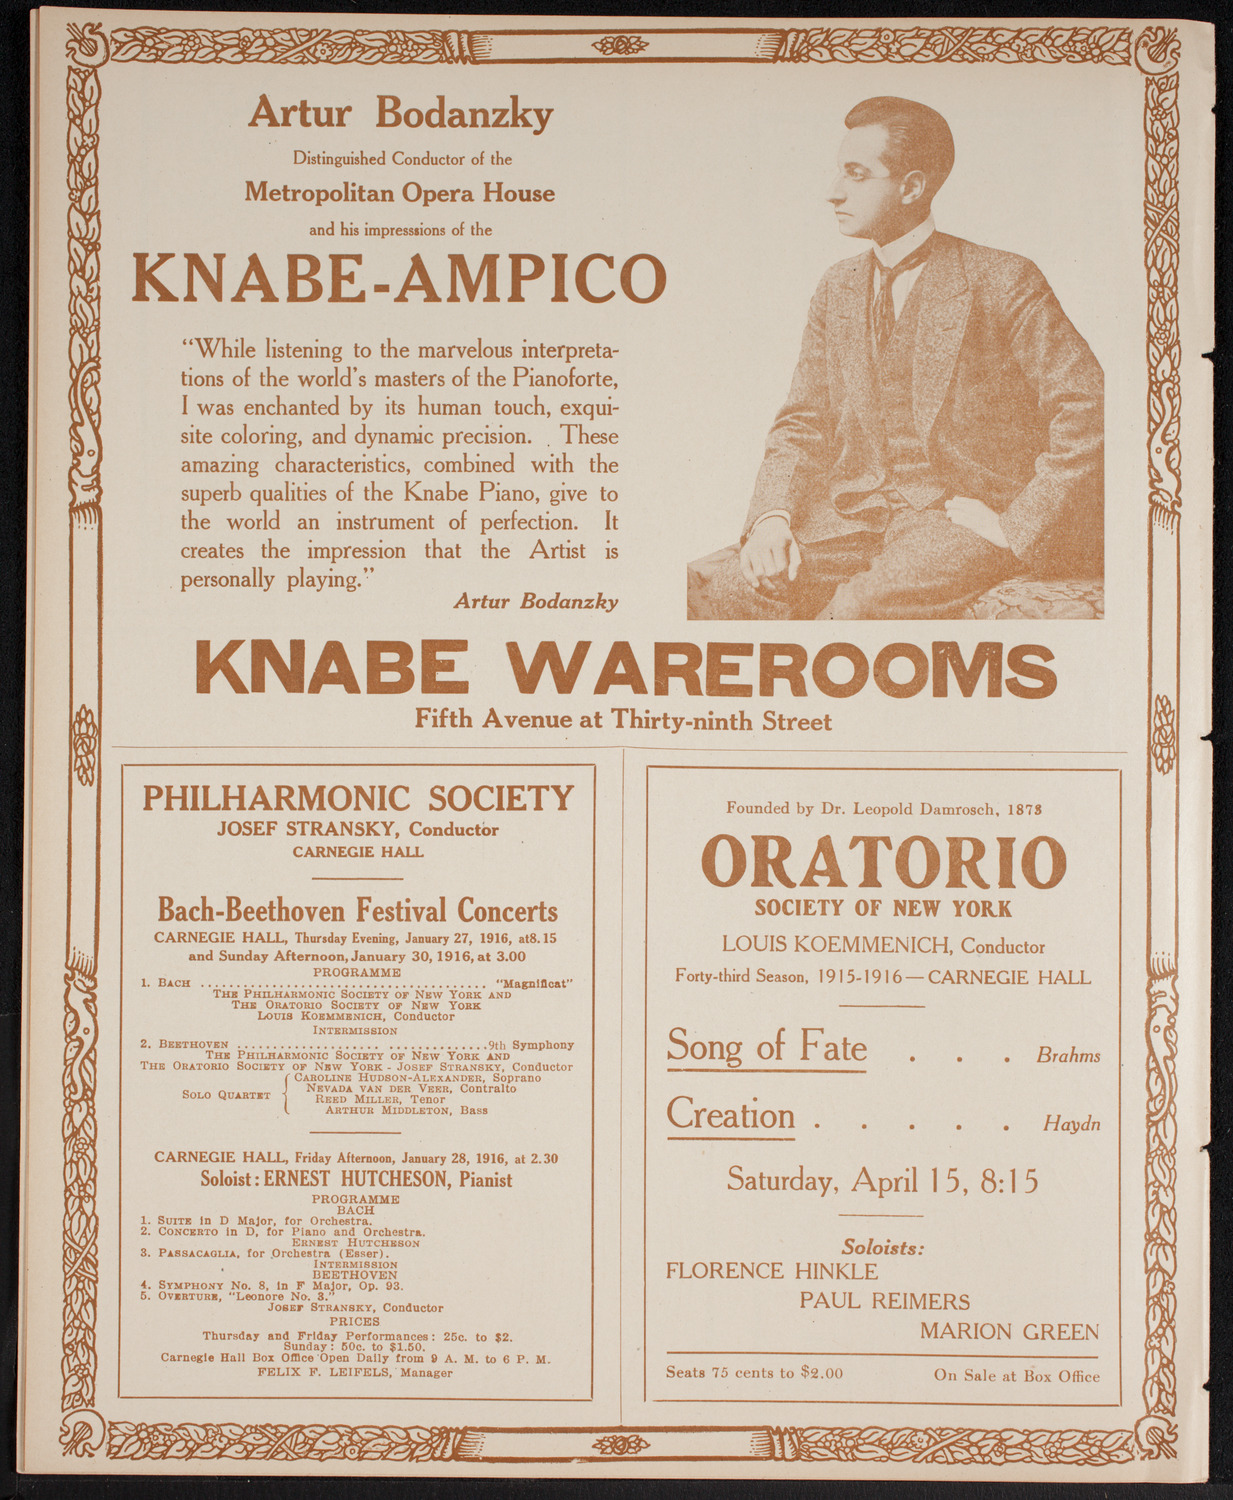 Artur Bodanzky
Distinguished Conductor of the
Metropolitan Opera House
and his impresssions of the
KNABE-AMPICO
“While listening to the marvelous interpreta-
tions of the world's masters of the Pianoforte,
I was enchanted by its human touch, exqui-
site coloring, and dynamic precision. These
amazing characteristics, combined with the
superb qualities of the Knabe Piano, give to
the world an instrument of perfection. It
creates the impression that the Artist is
personally playing.”
Artur Bodanzky
KNABE WAREROOMS
Fifth Avenue at Thirty-ninth Street
PHILHARMONIC SOCIETY
JOSEF STRANSKY, Conductor
CARNEGIE HALL
Bach-Beethoven Festival Concerts
CARNEGIE HALL, Thursday Evening, January 27, 1916, at8.15
and Sunday Afternoon, January 30, 1916, at 3.00
PROGRAMME
1. BACH ........................................ "Magnificat"
THE PHILHARMONIC SOCIETY OF NEW YORK AND
THE ORATORIO SOCIETY OF NEW YORK
LOUIS KOEMMENICH, Conductor
INTERMISSION
2. BEETHOVEN ...................................9th Symphony
THE PHILHARMONIC SOCIETY OF NEW YORK AND
THE ORATORIO SOCIETY OF NEW YORK - JOSEF STRANSKY, Conductor
SOLO QUARTET { CAROLINE HUDSON-ALEXANDER, Soprano
NEVADA VAN DER VEER, Contralto
REED MILLER, Tenor
ARTHUR MIDDLETON, Bass
CARNEGIE HALL, Friday Afternoon, January 28, 1916, at 2.30
Soloist: ERNEST HUTCHESON, Pianist
PROGRAMME
BACH
1. SUITE in D Major, for Orchestra.
2. CONCERTO in D, for Piano and Orchestra.
ERNEST HUTCHESON
3. PASSACAGLIA, for Orchestra (Esser).
INTERMISSION
BEETHOVEN
4. SYMPHONY No. 8, in F Major, Op. 93.
5. OVERTURE, "Leonore No. 3."
JOSEF STRANSKY, Conductor
PRICES
Thursday and Friday Performances: 25c. to $2.
Sunday: 50c. to $1.50.
Carnegie Hall Box Office Open Daily from 9 A. M. to 6 P. M.
FELIX F. LEIFELS, Manager
Founded by Dr. Leopold Damrosch, 1873
ORATORIO
SOCIETY OF NEW YORK
LOUIS KOEMMENICH, Conductor
Forty-third Season, 1915-1916—CARNEGIE HALL
Song of Fate . . . Brahms
Creation . . . . . Haydn
Saturday, April 15, 8:15
Soloists:
FLORENCE HINKLE
PAUL REIMERS
MARION GREEN
Seats 75 cents to $2.00 On Sale at Box Office